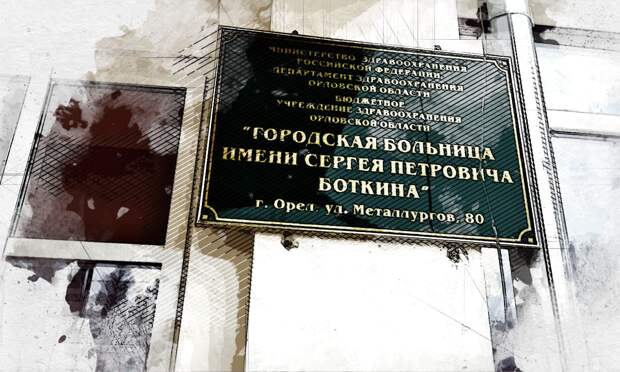 МИНИСТЕРСТВО ЗДРАВООХРАНЕНИЯ
РОССИЙСКОЙ ФЕДЕРАЦИИ
ДЕПАРТАМЕНТ ЗДРАВООХРАНЕНИЯ
ОРЛОВСКОЙ ОБЛАСТИ
БЮДЖЕТНОЕ
УЧРЕЖДЕНИЕ ЗДРАВООХРАНЕНИЯ
ОРЛОВСКОЙ ОБЛАСТИ
"ГОРОДСКАЯ БОЛЬНИЦА
ИМЕНИ СЕРГЕЯ ПЕТРОВИЧА
БОТКИНА"
г. Орел, ул. Металлургов, 80